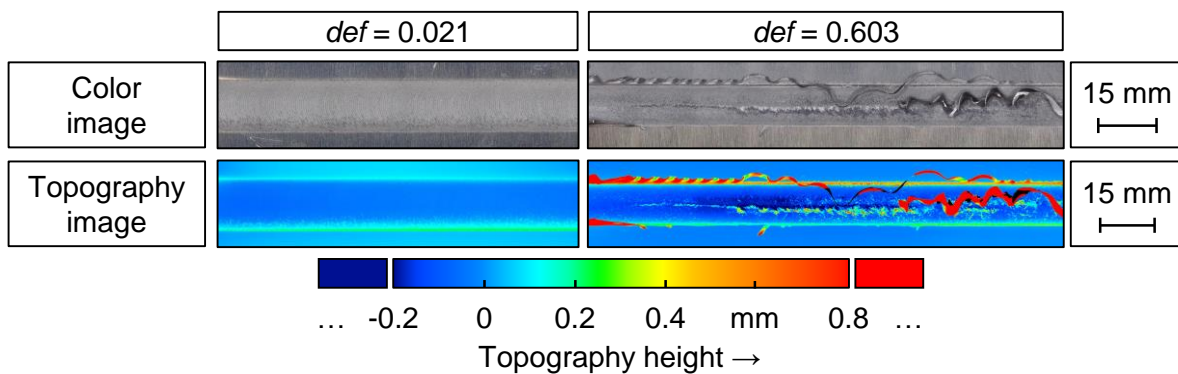 def = 0.021
def = 0.603
Color
image
15 mm
Topography
image
15 mm
… -0.2 0 0.2 0.4 mm 0.8 …
Topography height →